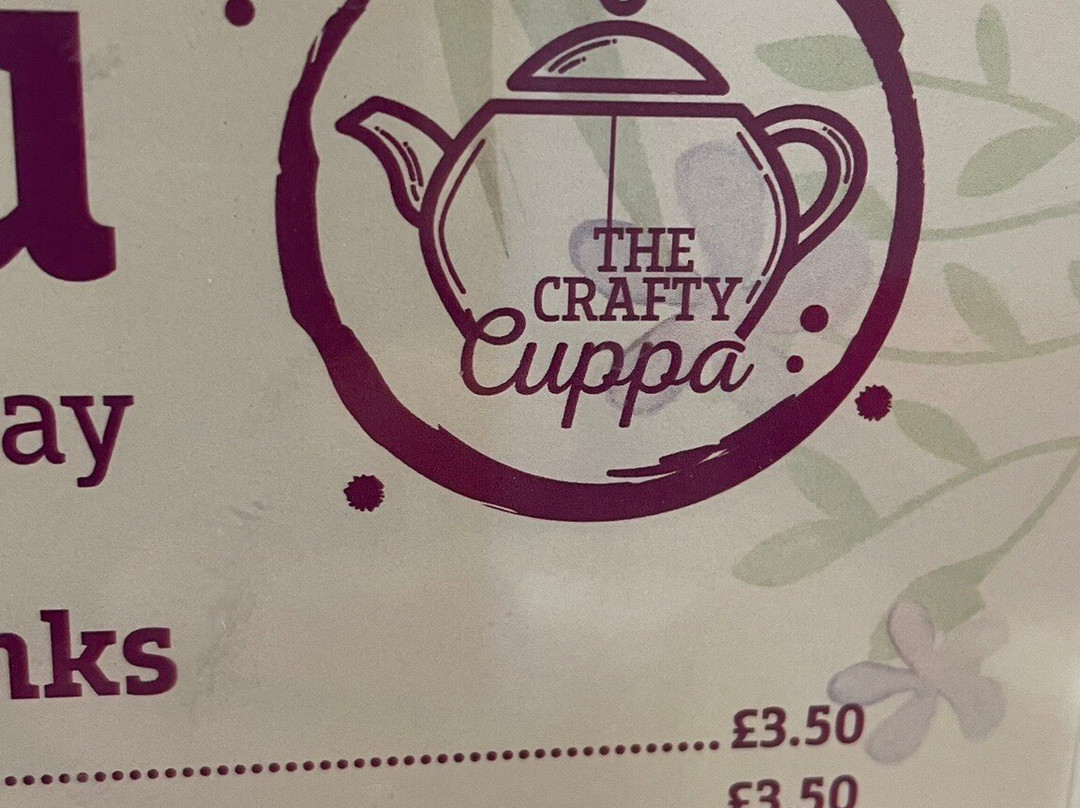 THE
CRAFTY
Cuppa
ay
nks
£3.50
£3.50